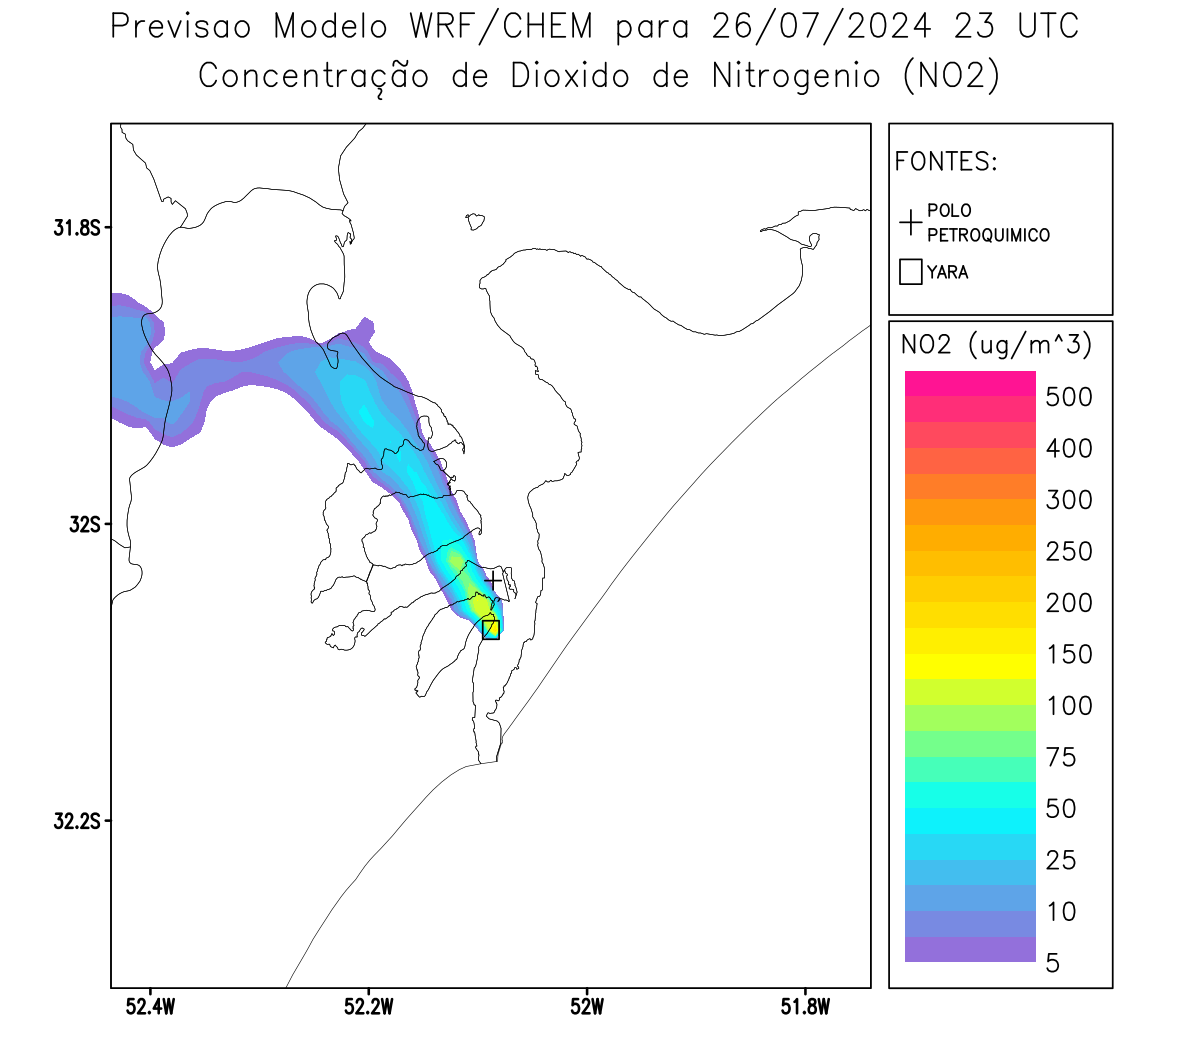 Previsao Modelo WRF/CHEM para 26/07/2024 23 UTC
Concentração de Dioxido de Nitrogenio (NO2)
FONTES:
POLO
PETROQUIMICO
YARA
NO2 (ug/m^3)
500
400
300
250
200
150
100
75
50
25
10
5
31.8S
32S
32.2S
52.4W
52.2W
52W
51.8W